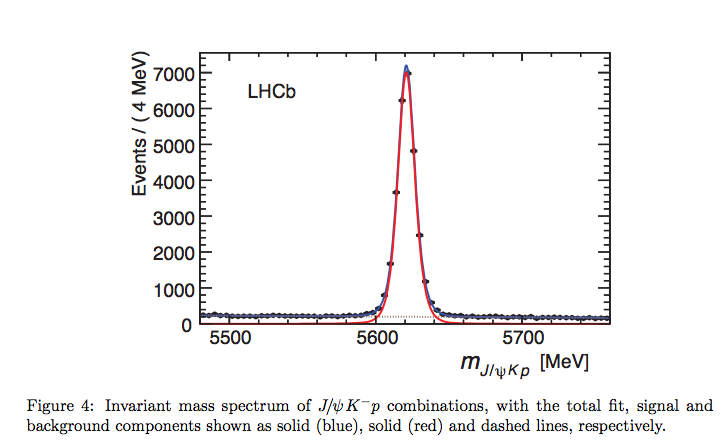 7000
6000
5000
4000
3000
2000
1000
0
Events / ( 4 MeV)
LHCb
5500 5600 5700
m J/ψKp [MeV]
Figure 4: Invariant mass spectrum of J/ψ K⁻p combinations, with the total fit, signal and
background components shown as solid (blue), solid (red) and dashed lines, respectively.